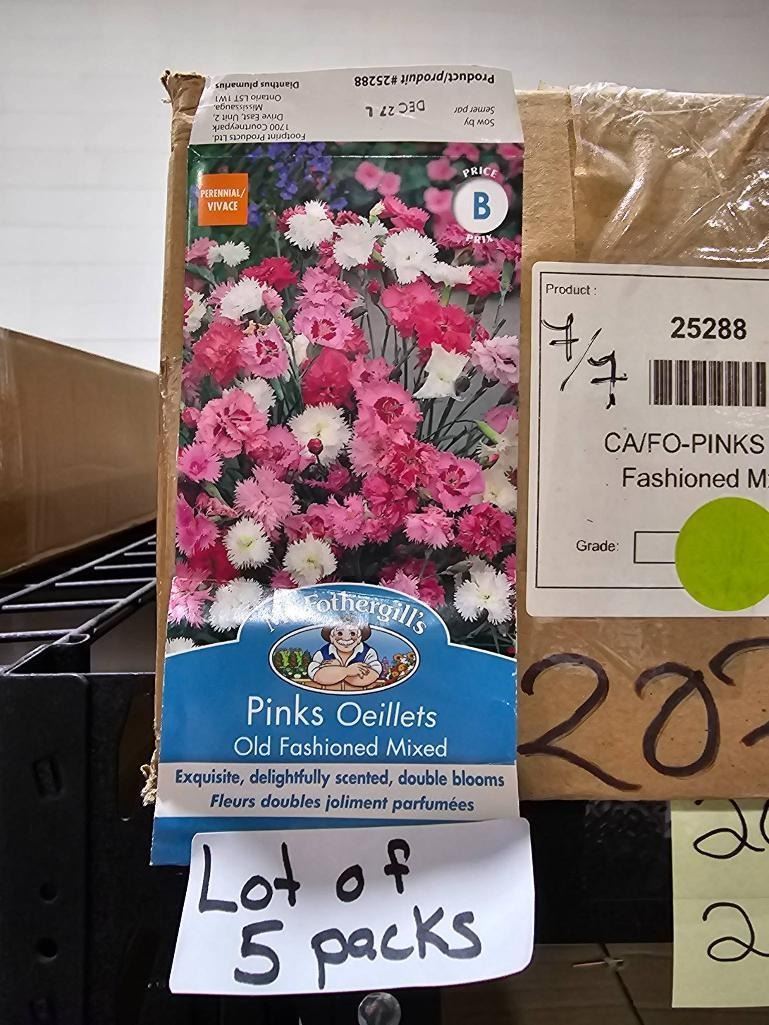 Product/produit #25288
Dianthus plumarius
Sow by
Semer par
DEC 27 L
Footprint Products Ltd.
1700 Courtneypark
Drive East, Unit 2,
Mississauga,
Ontario L5T 1W1
PERENNIAL/
VIVACE
PRICE
B
PRIX
Mr Fothergill's
Pinks Oeillets
Old Fashioned Mixed
Exquisite, delightfully scented, double blooms
Fleurs doubles joliment parfumées
Lot of
5 packs
Product :
7/7
25288
CA/FO-PINKS
Fashioned
Grade:
202